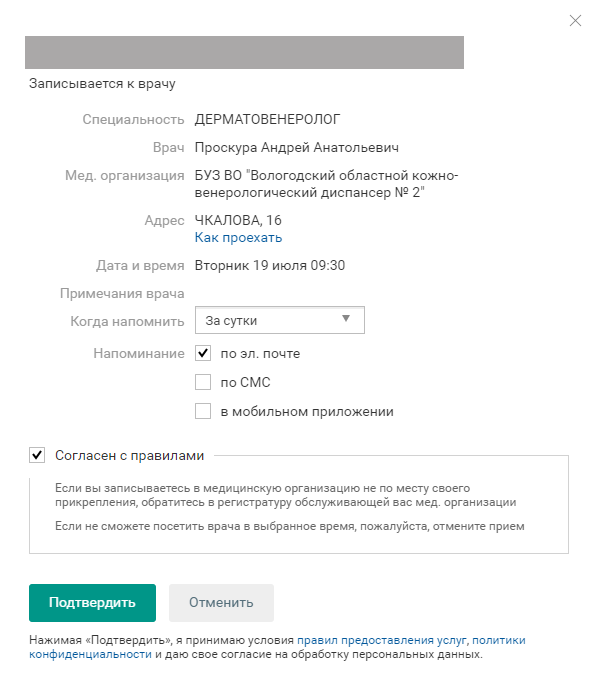 Записывается к врачу
Специальность ДЕРМАТОВЕНЕРОЛОГ
Врач Проскура Андрей Анатольевич
Мед. организация БУЗ ВО "Вологодский областной кожно-
венерологический диспансер № 2"
Адрес ЧКАЛОВА, 16
Как проехать
Дата и время Вторник 19 июля 09:30
Примечания врача
Когда напомнить За сутки
Напоминание по эл. почте
по СМС
в мобильном приложении
Согласен с правилами
Если вы записываетесь в медицинскую организацию не по месту своего
прикрепления, обратитесь в регистратуру обслуживающей вас мед. организации
Если не сможете посетить врача в выбранное время, пожалуйста, отмените прием
Подтвердить Отменить
Нажимая «Подтвердить», я принимаю условия правил предоставления услуг, политики
конфиденциальности и даю свое согласие на обработку персональных данных.